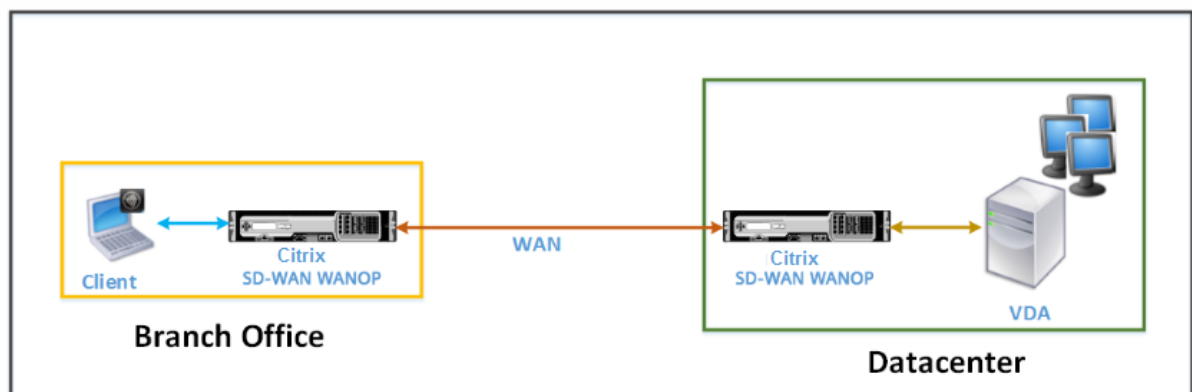 Client
Citrix
SD-WAN WANOP
Branch Office
WAN
Citrix
SD-WAN WANOP
VDA
Datacenter